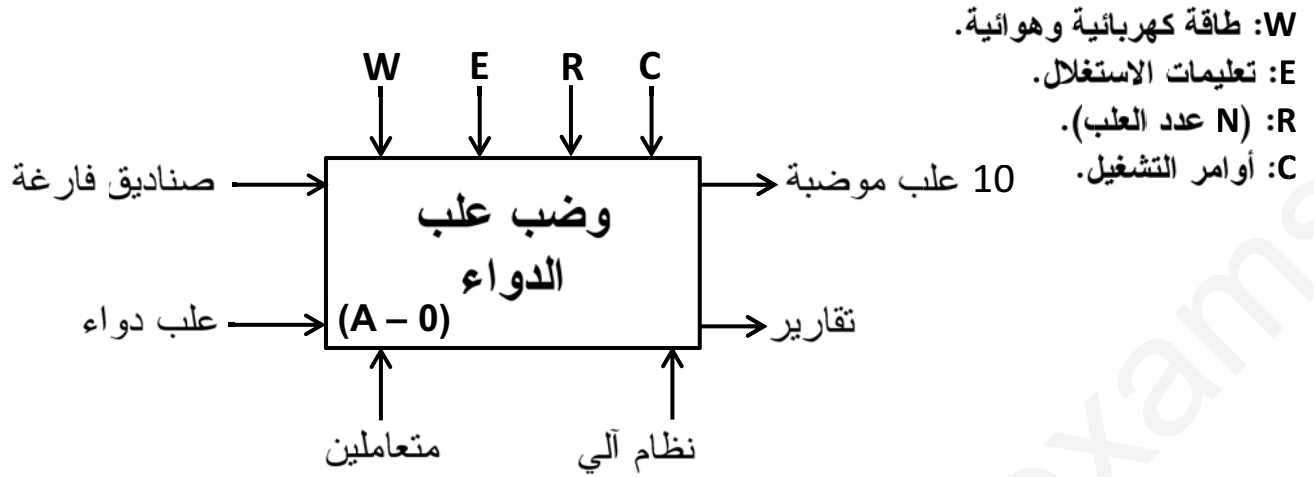 W: طاقة كهربائية وهوائية.
E: تعليمات الاستغلال.
R: (N عدد العلب).
C: أوامر التشغيل.
W E R C
صناديق فارغة
10 علب موضبة
وضب علب
الدواء
علب دواء
(A – 0)
تقارير
متعاملين
نظام آلي
exams